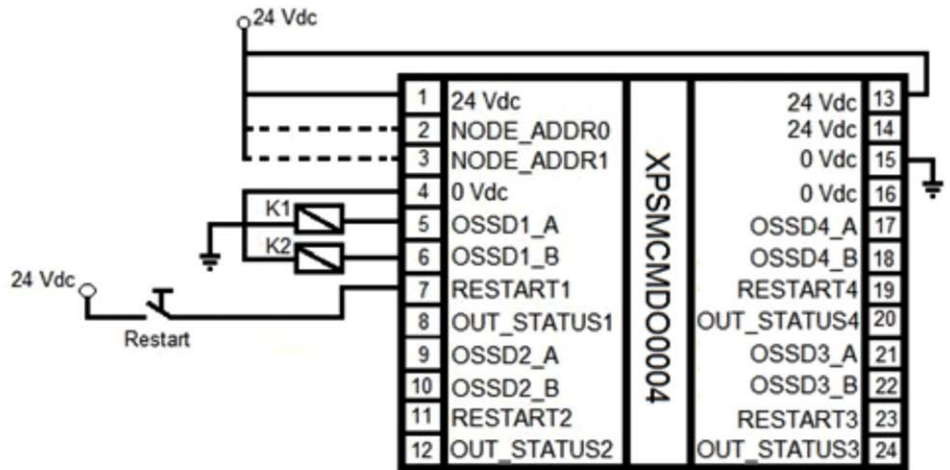 24 Vdc
1 24 Vdc
2 NODE_ADDR0
3 NODE_ADDR1
4 0 Vdc
K1
5 OSSD1_A
K2
6 OSSD1_B
24 Vdc
7 RESTART1
Restart
8 OUT_STATUS1
9 OSSD2_A
10 OSSD2_B
11 RESTART2
12 OUT_STATUS2
XPSMCMDO0004
24 Vdc 13
24 Vdc 14
0 Vdc 15
0 Vdc 16
OSSD4_A 17
OSSD4_B 18
RESTART4 19
OUT_STATUS4 20
OSSD3_A 21
OSSD3_B 22
RESTART3 23
OUT_STATUS3 24